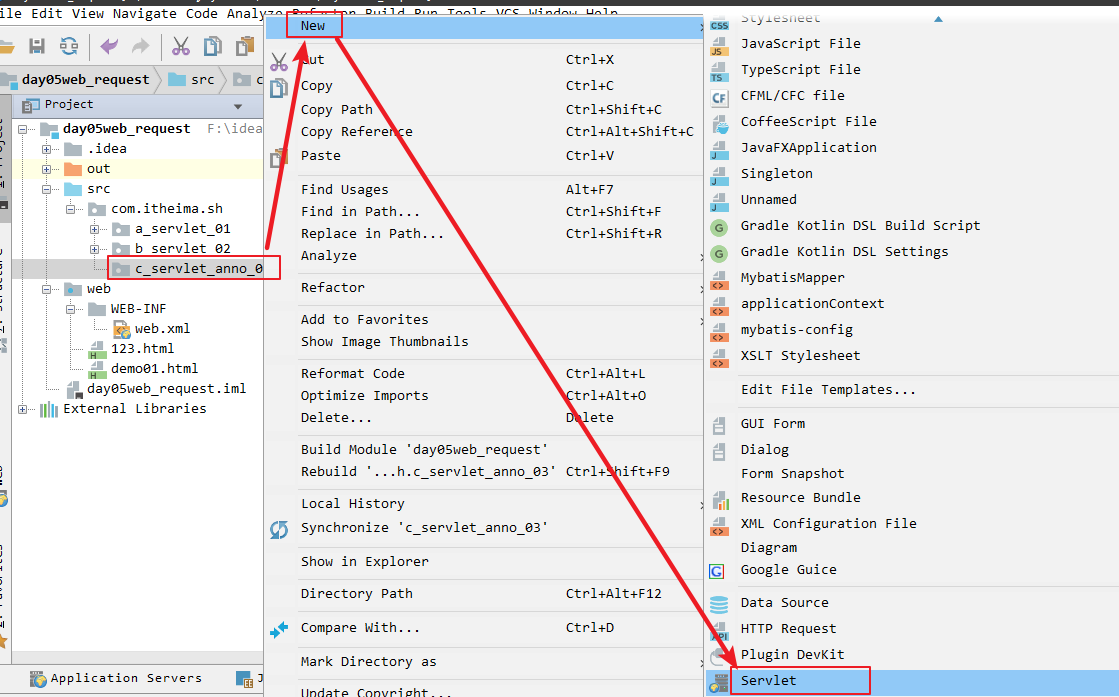 File Edit View Navigate Code Analyze Refactor Build Run Tools VCS Window Help
day05web_request
src
Project
day05web_request F:\idea
.idea
out
src
com.itheima.sh
a_servlet_01
b_servlet_02
c_servlet_anno_0
web
WEB-INF
web.xml
123.html
demo01.html
day05web_request.iml
External Libraries
Application Servers
New
Cut Ctrl+X
Copy Ctrl+C
Copy Path Ctrl+Shift+C
Copy Reference Ctrl+Alt+Shift+C
Paste Ctrl+V
Find Usages Alt+F7
Find in Path... Ctrl+Shift+F
Replace in Path... Ctrl+Shift+R
Analyze
Refactor
Add to Favorites
Show Image Thumbnails
Reformat Code Ctrl+Alt+L
Optimize Imports Ctrl+Alt+O
Delete... Delete
Build Module 'day05web_request'
Rebuild '...h.c_servlet_anno_03' Ctrl+Shift+F9
Local History
Synchronize 'c_servlet_anno_03'
Show in Explorer
Directory Path Ctrl+Alt+F12
Compare With... Ctrl+D
Mark Directory as
Update Copyright...
Stylesheet
JavaScript File
TypeScript File
CFML/CFC file
CoffeeScript File
JavaFXApplication
Singleton
Unnamed
Gradle Kotlin DSL Build Script
Gradle Kotlin DSL Settings
MybatisMapper
applicationContext
mybatis-config
XSLT Stylesheet
Edit File Templates...
GUI Form
Dialog
Form Snapshot
Resource Bundle
XML Configuration File
Diagram
Google Guice
Data Source
HTTP Request
Plugin DevKit
Servlet